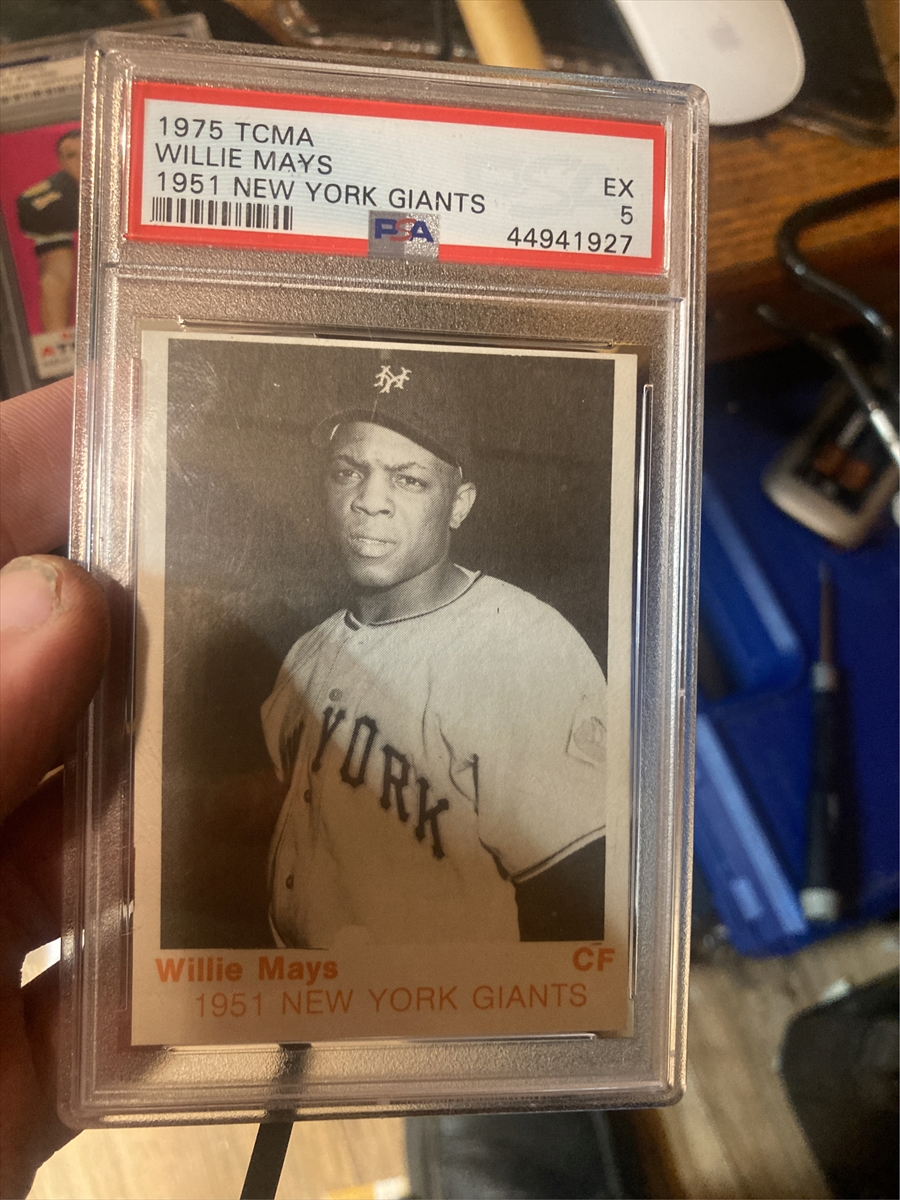 1975 TCMA
WILLIE MAYS
1951 NEW YORK GIANTS
EX
5
PSA
44941927
NY
YORK
Willie Mays
CF
1951 NEW YORK GIANTS